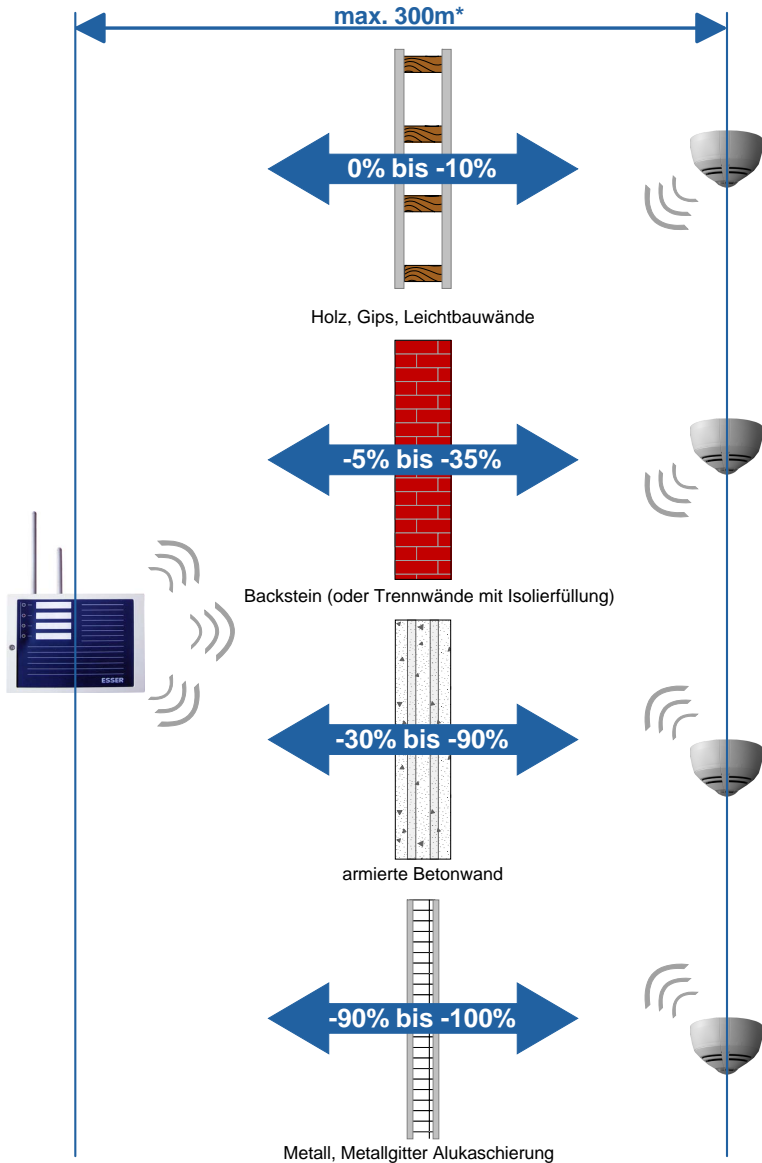 max. 300m*
0% bis -10%
Holz, Gips, Leichtbauwände
-5% bis -35%
Backstein (oder Trennwände mit Isolierfüllung)
ESSER
-30% bis -90%
armierte Betonwand
-90% bis -100%
Metall, Metallgitter Alukaschierung